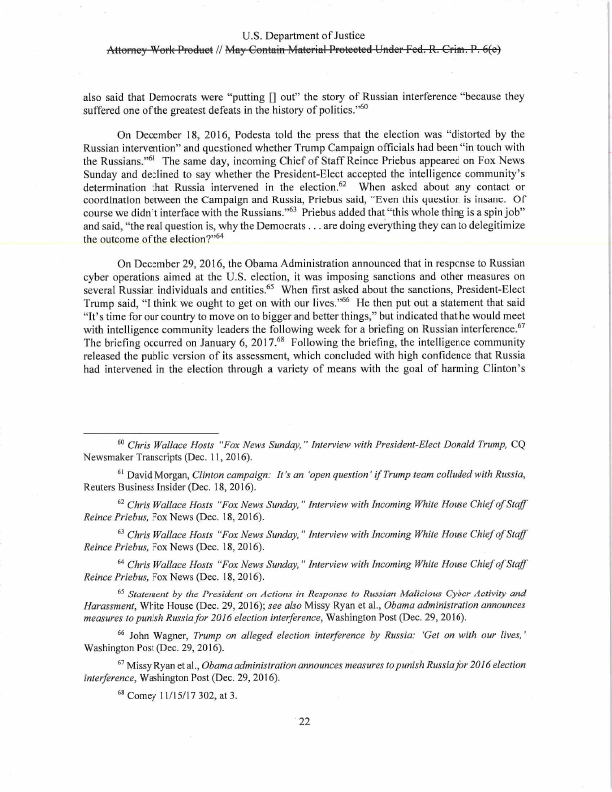 U.S. Department of Justice
Attorney Work Product // May Contain Material Protected Under Fed. R. Crim. P. 6(e)
also said that Democrats were “putting [] out” the story of Russian interference “because they
suffered one of the greatest defeats in the history of politics.”60
On December 18, 2016, Podesta told the press that the election was “distorted by the
Russian intervention” and questioned whether Trump Campaign officials had been “in touch with
the Russians.”61 The same day, incoming Chief of Staff Reince Priebus appeared on Fox News
Sunday and declined to say whether the President-Elect accepted the intelligence community’s
determination that Russia intervened in the election.62 When asked about any contact or
coordination between the Campaign and Russia, Priebus said, “Even this question is insane. Of
course we didn’t interface with the Russians.”63 Priebus added that “this whole thing is a spin job”
and said, “the real question is, why the Democrats . . . are doing everything they can to delegitimize
the outcome of the election?”64
On December 29, 2016, the Obama Administration announced that in response to Russian
cyber operations aimed at the U.S. election, it was imposing sanctions and other measures on
several Russian individuals and entities.65 When first asked about the sanctions, President-Elect
Trump said, “I think we ought to get on with our lives.”66 He then put out a statement that said
“It’s time for our country to move on to bigger and better things,” but indicated that he would meet
with intelligence community leaders the following week for a briefing on Russian interference.67
The briefing occurred on January 6, 2017.68 Following the briefing, the intelligence community
released the public version of its assessment, which concluded with high confidence that Russia
had intervened in the election through a variety of means with the goal of harming Clinton’s
60 Chris Wallace Hosts “Fox News Sunday,” Interview with President-Elect Donald Trump, CQ
Newsmaker Transcripts (Dec. 11, 2016).
61 David Morgan, Clinton campaign: It’s an ‘open question’ if Trump team colluded with Russia,
Reuters Business Insider (Dec. 18, 2016).
62 Chris Wallace Hosts “Fox News Sunday,” Interview with Incoming White House Chief of Staff
Reince Priebus, Fox News (Dec. 18, 2016).
63 Chris Wallace Hosts “Fox News Sunday,” Interview with Incoming White House Chief of Staff
Reince Priebus, Fox News (Dec. 18, 2016).
64 Chris Wallace Hosts “Fox News Sunday,” Interview with Incoming White House Chief of Staff
Reince Priebus, Fox News (Dec. 18, 2016).
65 Statement by the President on Actions in Response to Russian Malicious Cyber Activity and
Harassment, White House (Dec. 29, 2016); see also Missy Ryan et al., Obama administration announces
measures to punish Russia for 2016 election interference, Washington Post (Dec. 29, 2016).
66 John Wagner, Trump on alleged election interference by Russia: ‘Get on with our lives,’
Washington Post (Dec. 29, 2016).
67 Missy Ryan et al., Obama administration announces measures to punish Russia for 2016 election
interference, Washington Post (Dec. 29, 2016).
68 Comey 11/15/17 302, at 3.
22